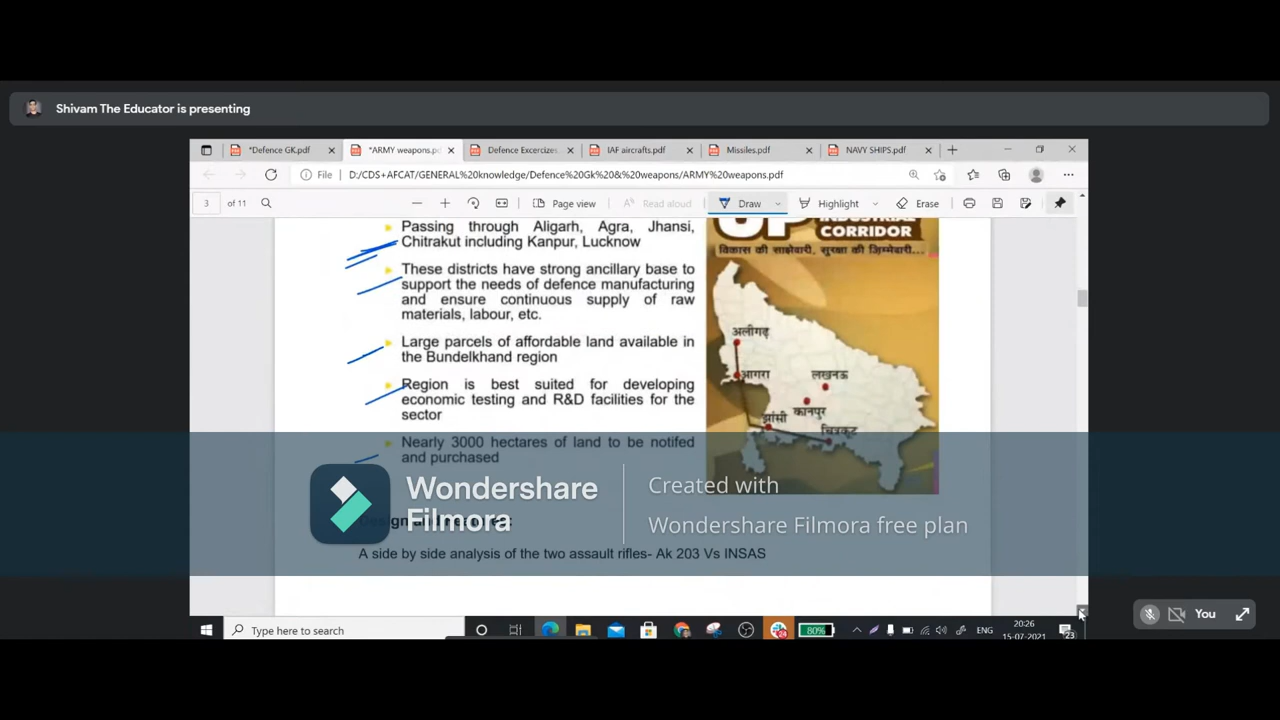 Shivam The Educator is presenting
*Defence GK.pdf
*ARMY weapons.pd
Defence Excercizes
IAF aircrafts.pdf
Missiles.pdf
NAVY SHIPS.pdf
File
D:/CDS+AFCAT/GENERAL%20knowledge/Defence%20Gk%20&%20weapons/ARMY%20weapons.pdf
3 of 11
Page view
Read aloud
Draw
Highlight
Erase
Passing through Aligarh, Agra, Jhansi,
Chitrakut including Kanpur, Lucknow
These districts have strong ancillary base to
support the needs of defence manufacturing
and ensure continuous supply of raw
materials, labour, etc.
Large parcels of affordable land available in
the Bundelkhand region
Region is best suited for developing
economic testing and R&D facilities for the
sector
Nearly 3000 hectares of land to be notifed
and purchased
UP INDUSTRIAL
CORRIDOR
विकास की साझेदारी, सुरक्षा की ज़िम्मेदारी...
अलीगढ़
आगरा
लखनऊ
कानपुर
झांसी
चित्रकूट
Wondershare
Filmora
Created with
Wondershare Filmora free plan
A side by side analysis of the two assault rifles- Ak 203 Vs INSAS
You
Type here to search
24
80%
ENG
20:26
15-07-2021
23